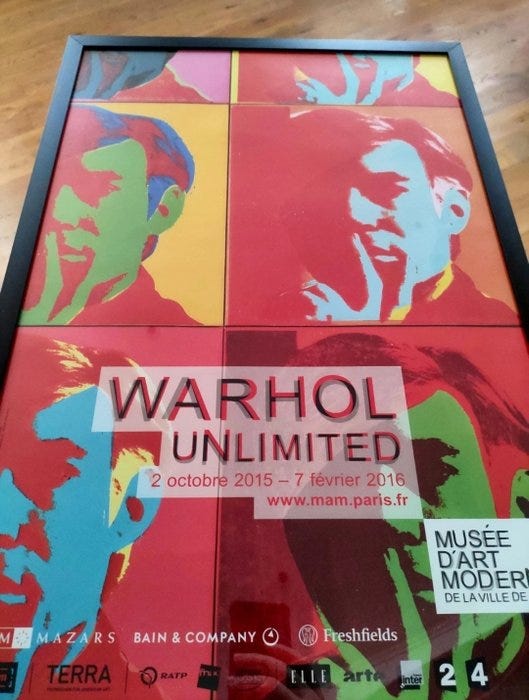 WARHOL
UNLIMITED
2 octobre 2015 – 7 février 2016
www.mam.paris.fr
MUSÉE
D'ART
MODERN
DE LA VILLE DE
M MAZARS BAIN & COMPANY Freshfields
TERRA RATP ELLE arte inter 24